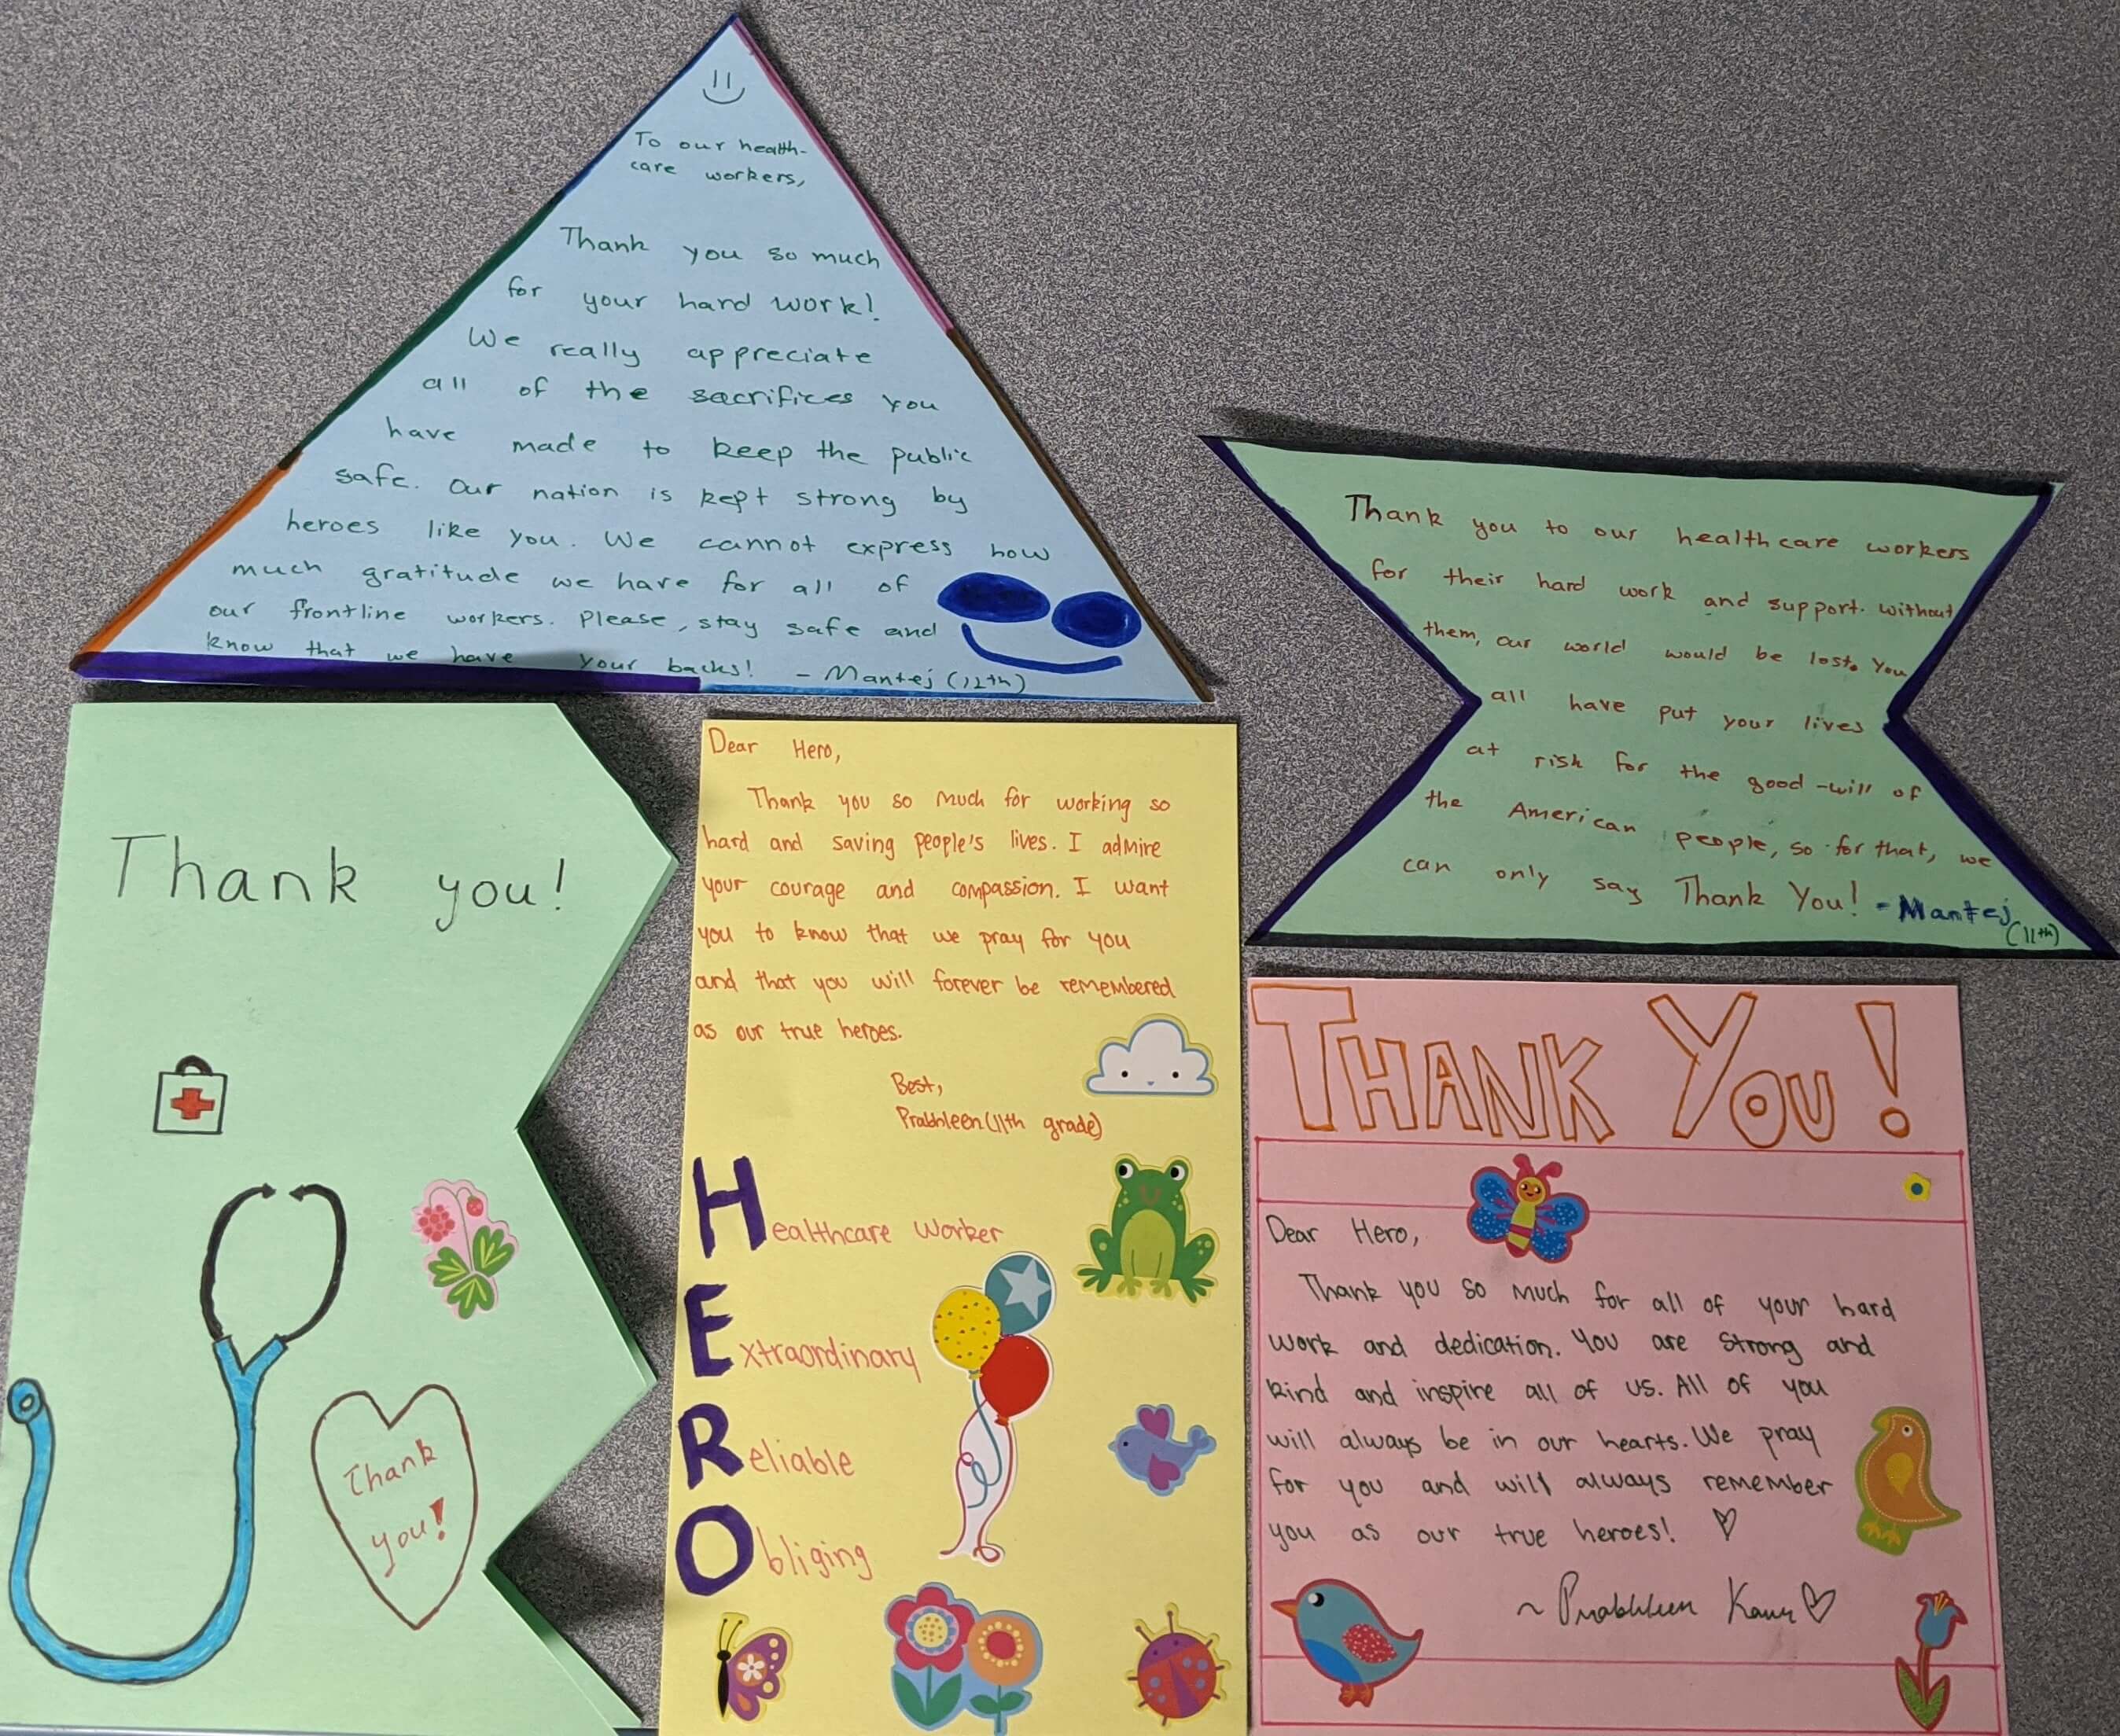 To our health-
care workers,
Thank you so much
for your hard work!
We really appreciate
all of the sacrifices you
have made to keep the public
safe. Our nation is kept strong by
heroes like you. We cannot express how
much gratitude we have for all of
our frontline workers. Please, stay safe and
know that we have your backs! - Mantej (12th)
Thank you to our healthcare workers
for their hard work and support. without
them, our world would be lost. You
all have put your lives
at risk for the good-will of
the American people, so for that, we
can only say Thank You! - Mantej
(11th)
Thank you!
Thank
you!
Dear Hero,
Thank you so much for working so
hard and saving people's lives. I admire
your courage and compassion. I want
you to know that we pray for you
and that you will forever be remembered
as our true heroes.
Best,
Prabhleen (11th grade)
Healthcare Worker
Extraordinary
Reliable
Obliging
THANK YOU!
Dear Hero,
Thank you so much for all of your hard
work and dedication. You are strong and
kind and inspire all of us. All of you
will always be in our hearts. We pray
for you and will always remember
you as our true heroes! ♡
~ Prabhleen Kaur ♡